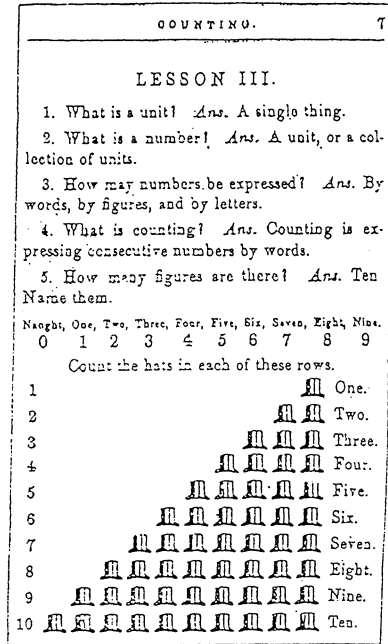 COUNTING. 7
LESSON III.
1. What is a unit? Ans. A single thing.
2. What is a number? Ans. A unit, or a col-
lection of units.
3. How may numbers be expressed? Ans. By
words, by figures, and by letters.
4. What is counting? Ans. Counting is ex-
pressing consecutive numbers by words.
5. How many figures are there? Ans. Ten
Name them.
Naught, One, Two, Three, Four, Five, Six, Seven, Eight, Nine.
0 1 2 3 4 5 6 7 8 9
Count the hats in each of these rows.
1 One.
2 Two.
3 Three.
4 Four.
5 Five.
6 Six.
7 Seven.
8 Eight.
9 Nine.
10 Ten.